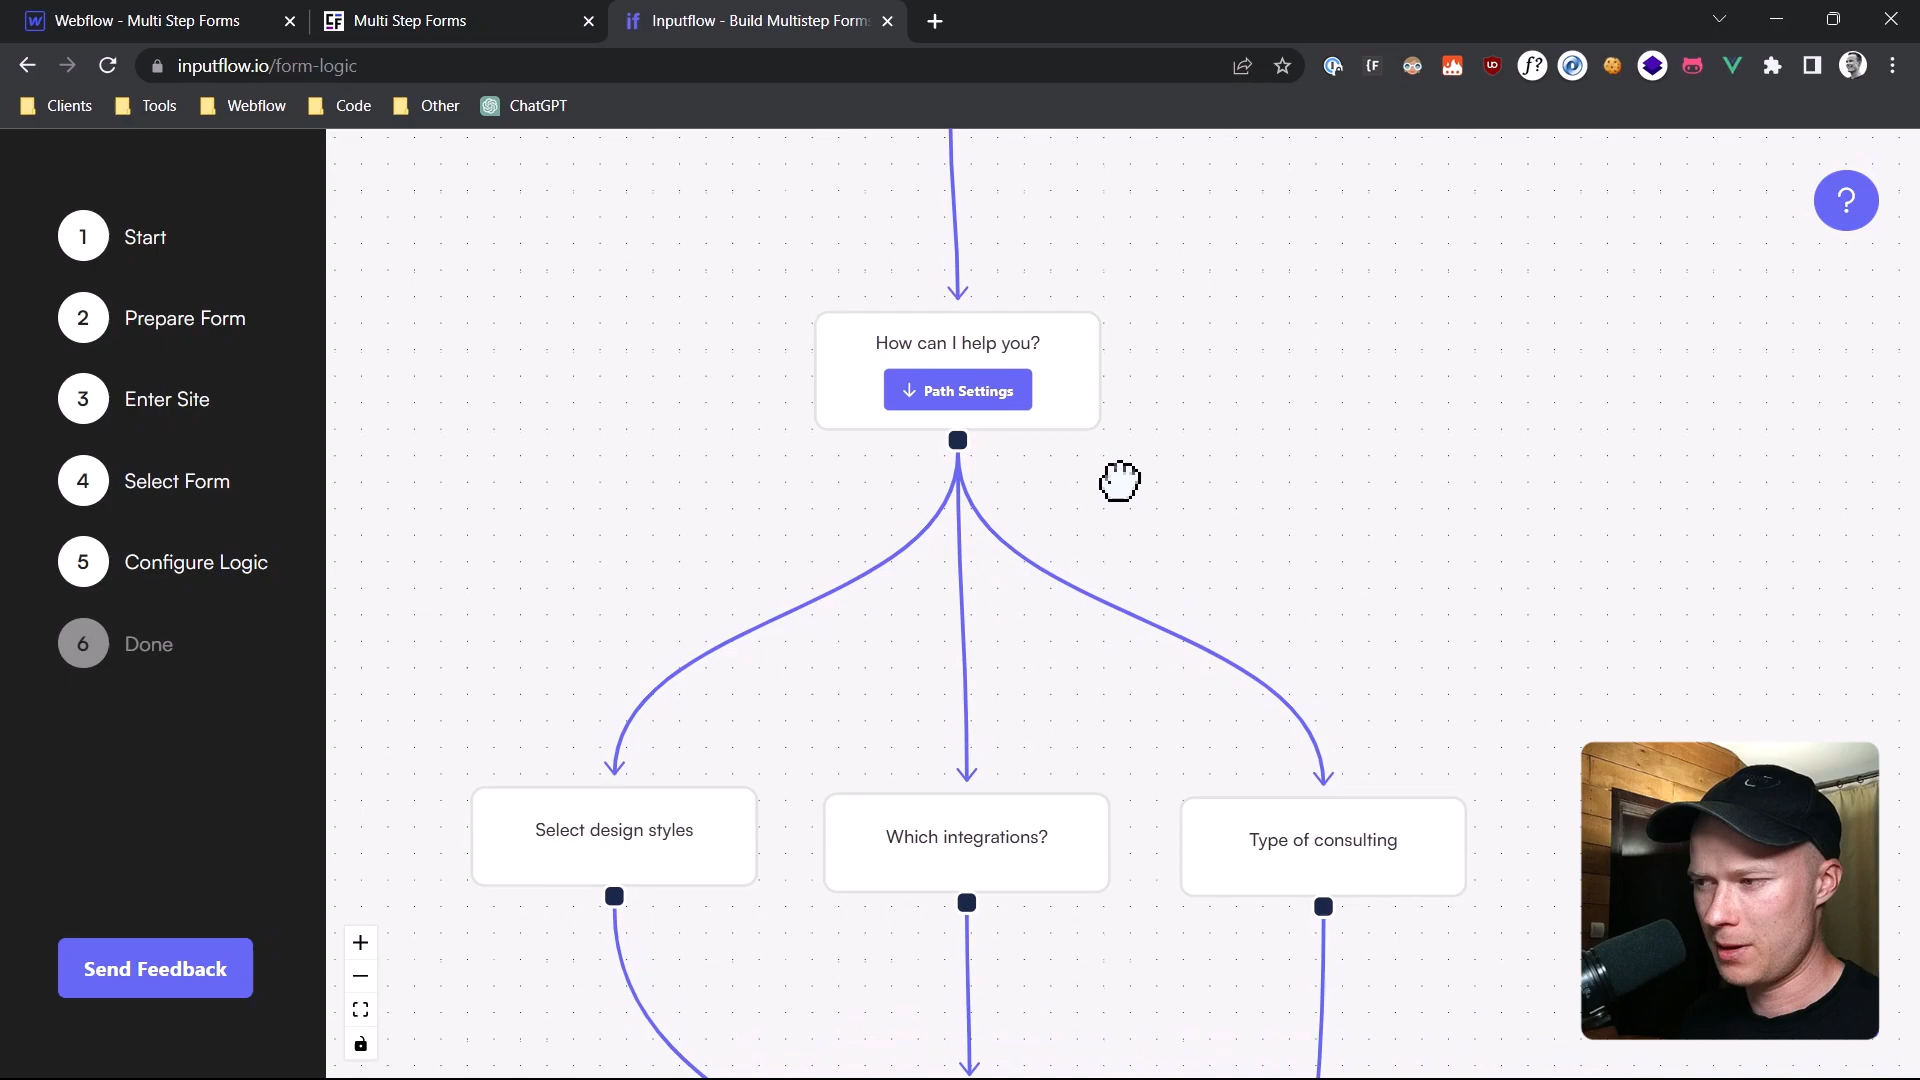 Webflow - Multi Step Forms
Multi Step Forms
Inputflow - Build Multistep Form
inputflow.io/form-logic
Clients
Tools
Webflow
Code
Other
ChatGPT
1 Start
2 Prepare Form
3 Enter Site
4 Select Form
5 Configure Logic
6 Done
Send Feedback
?
How can I help you?
Path Settings
Select design styles
Which integrations?
Type of consulting